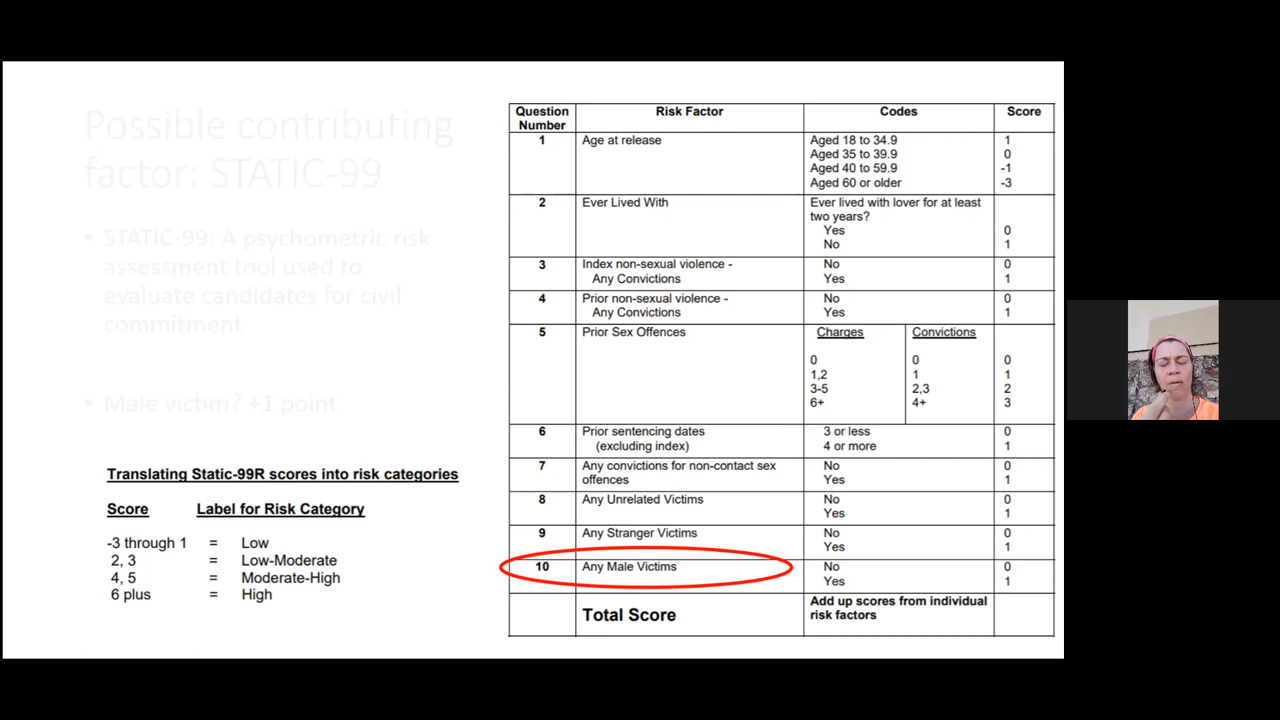 Possible contributing
factor: STATIC-99
• STATIC-99: A psychometric risk
assessment tool used to
evaluate candidates for civil
commitment
• Male victim? +1 point
Translating Static-99R scores into risk categories
Score Label for Risk Category
-3 through 1 = Low
2, 3 = Low-Moderate
4, 5 = Moderate-High
6 plus = High
Question Number Risk Factor Codes Score
1 Age at release Aged 18 to 34.9 1
Aged 35 to 39.9 0
Aged 40 to 59.9 -1
Aged 60 or older -3
2 Ever Lived With Ever lived with lover for at least
two years?
Yes 0
No 1
3 Index non-sexual violence - No 0
Any Convictions Yes 1
4 Prior non-sexual violence - No 0
Any Convictions Yes 1
5 Prior Sex Offences Charges Convictions
0 0 0
1,2 1 1
3-5 2,3 2
6+ 4+ 3
6 Prior sentencing dates 3 or less 0
(excluding index) 4 or more 1
7 Any convictions for non-contact sex No 0
offences Yes 1
8 Any Unrelated Victims No 0
Yes 1
9 Any Stranger Victims No 0
Yes 1
10 Any Male Victims No 0
Yes 1
Total Score Add up scores from individual
risk factors